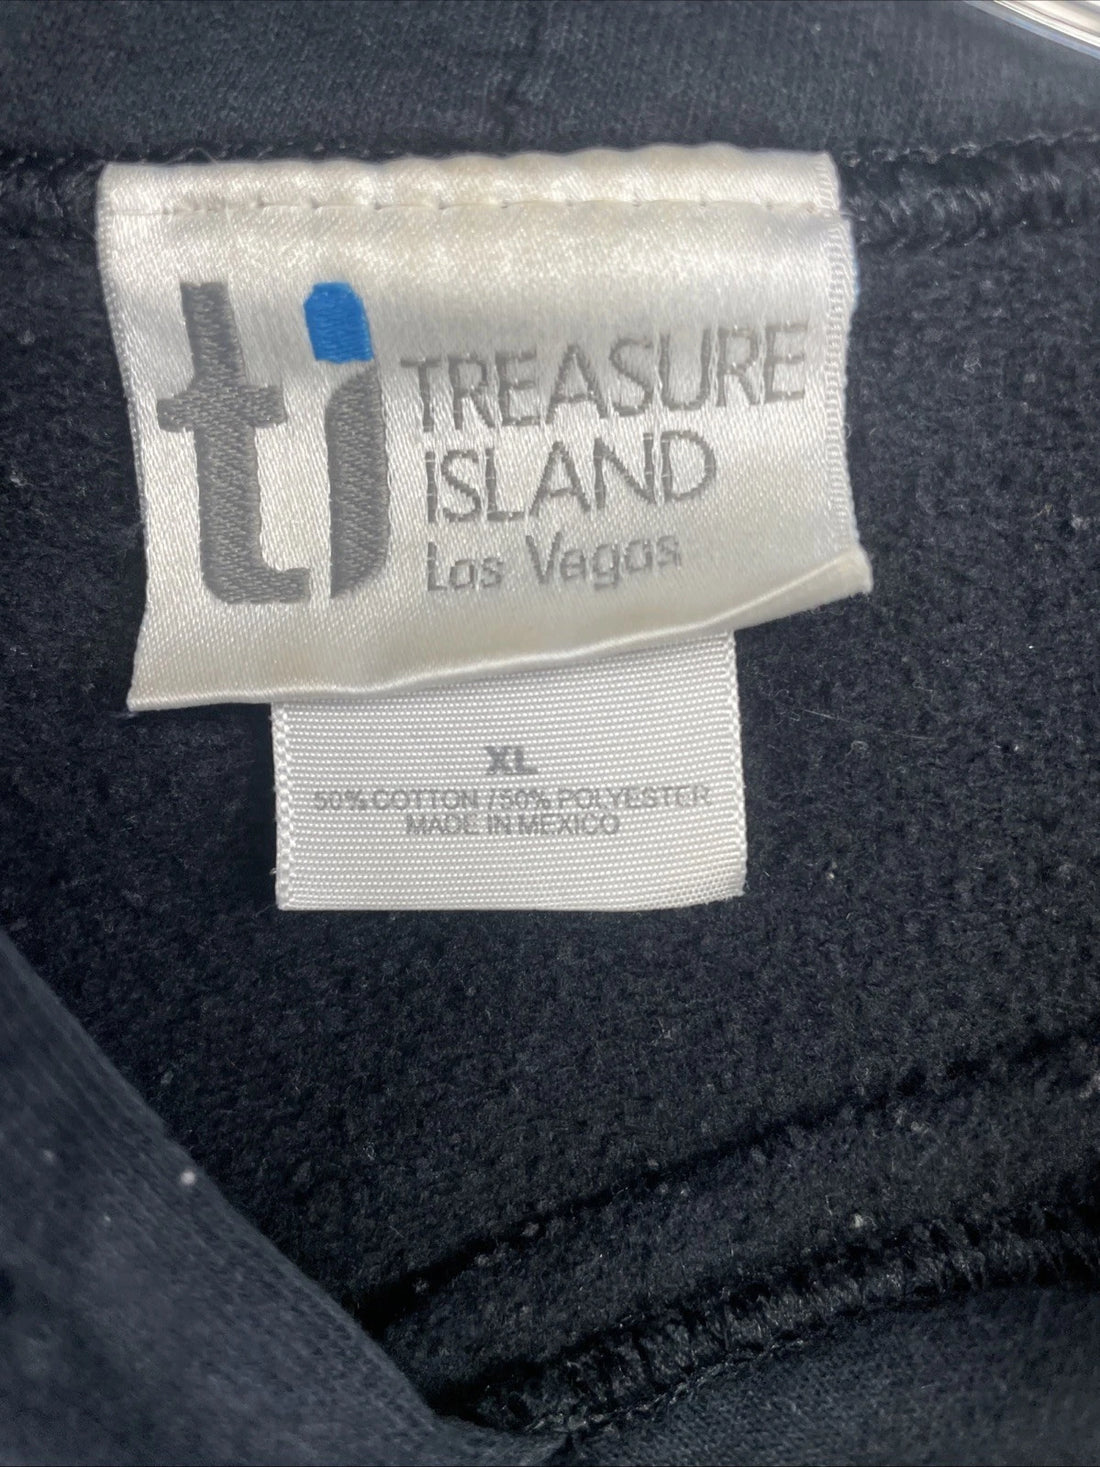 ti TREASURE
ISLAND
Las Vegas
XL
50% COTTON / 50% POLYESTER
MADE IN MEXICO